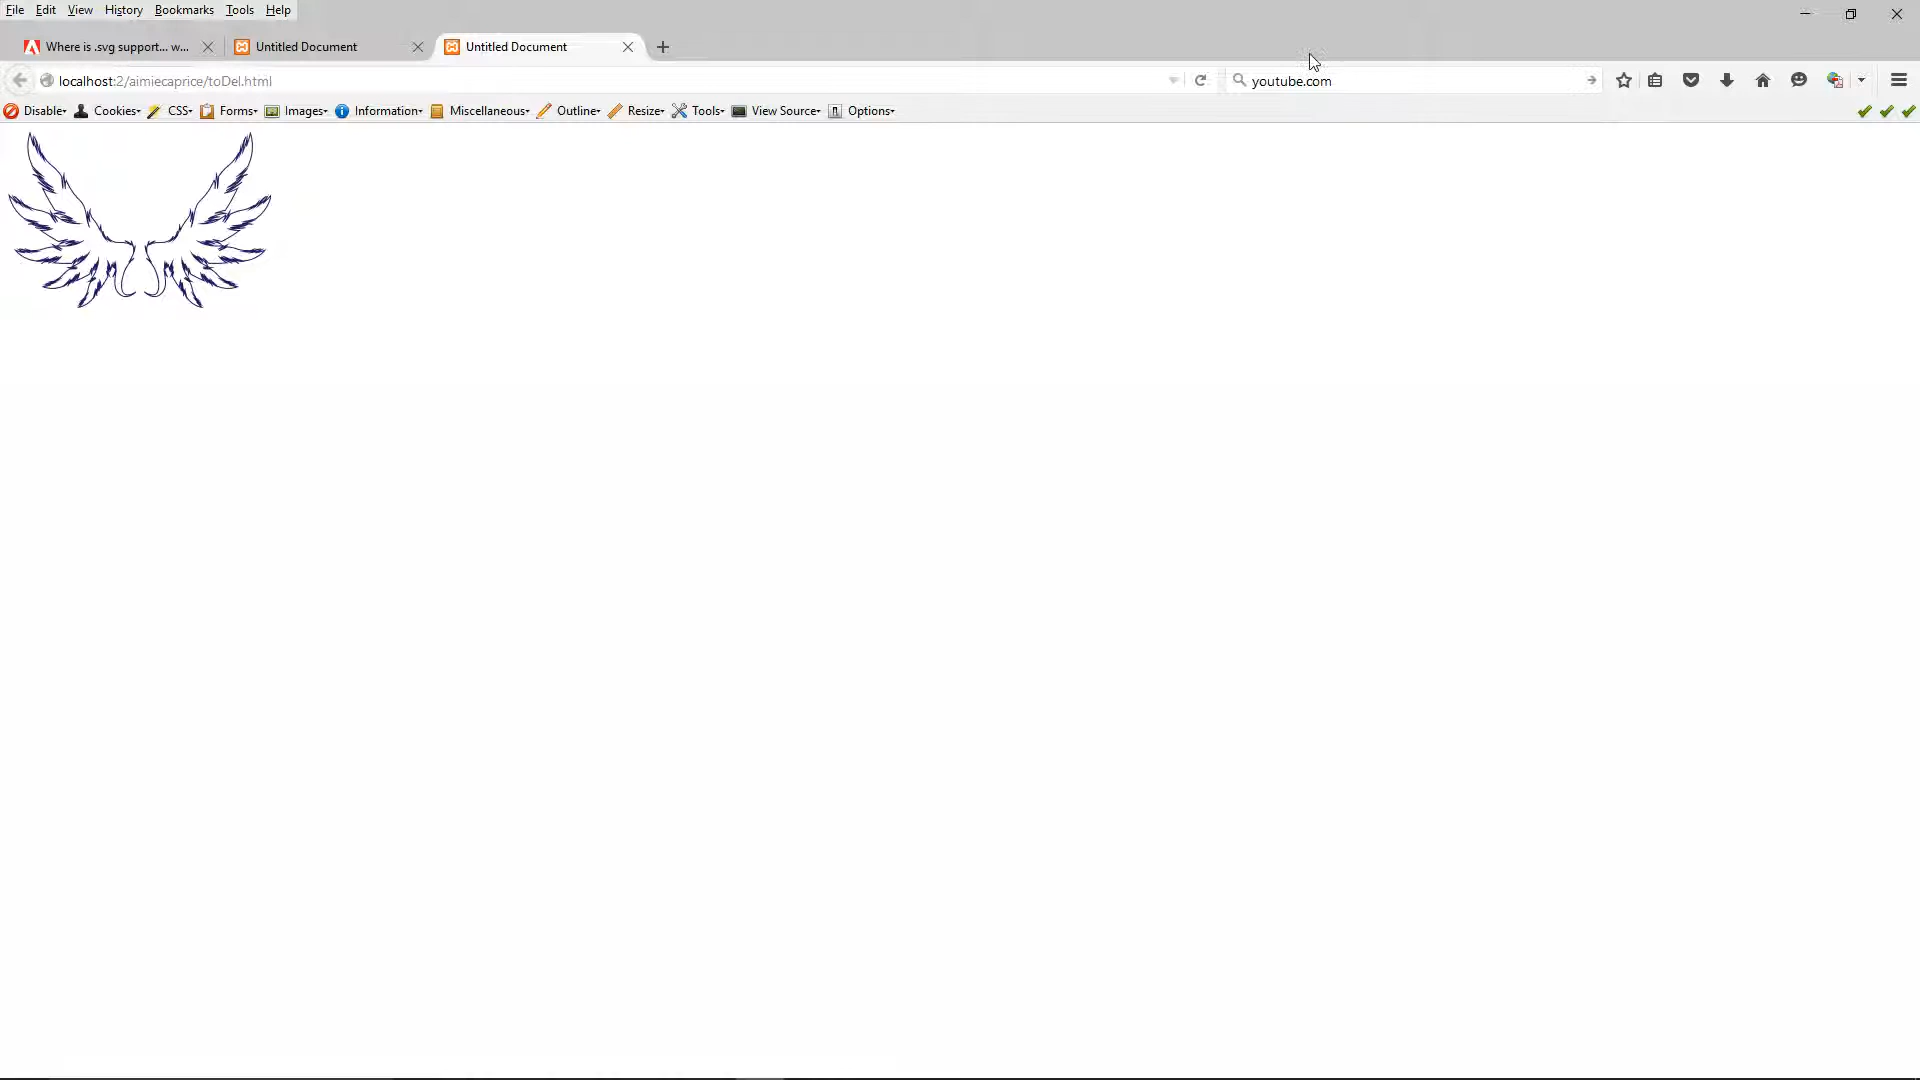 File Edit View History Bookmarks Tools Help
Where is .svg support... w... Untitled Document Untitled Document
localhost:2/aimiecaprice/toDel.html youtube.com
Disable Cookies CSS Forms Images Information Miscellaneous Outline Resize Tools View Source Options